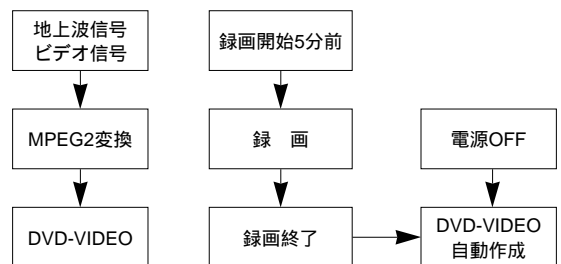 地上波信号
ビデオ信号
MPEG2変換
DVD-VIDEO
録画開始5分前
録　画
録画終了
電源OFF
DVD-VIDEO
自動作成